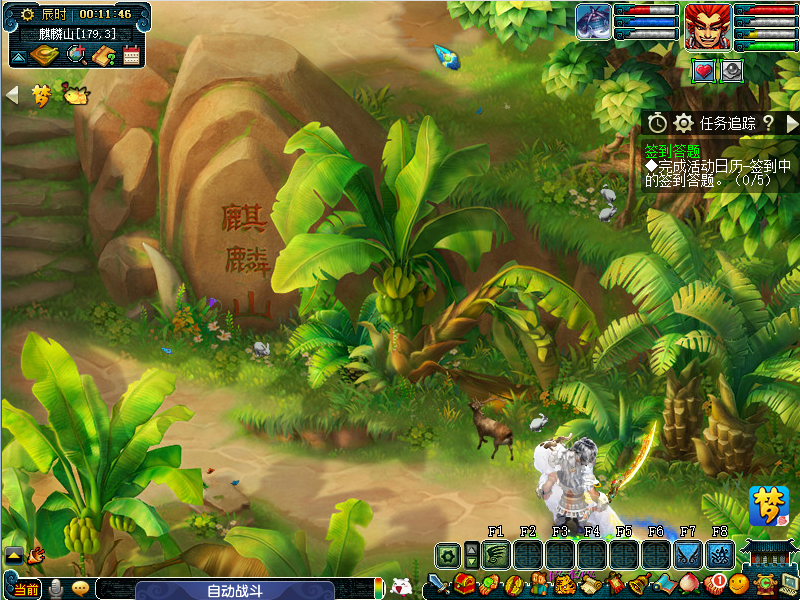 辰时 00:11:46
麒麟山[179,3]
梦
任务追踪 ?
签到答题
◆完成活动日历-签到中
的签到答题。（0/5）
麒
麟
山
梦
F1 F2 F3 F4 F5 F6 F7 F8
当前
自动战斗